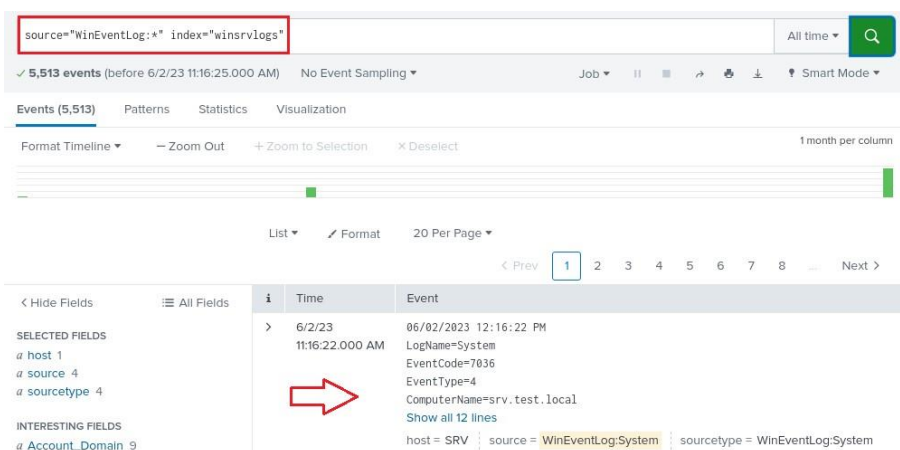 source="WinEventLog:*" index="winsrvlogs"
All time ▾
✓ 5,513 events (before 6/2/23 11:16:25.000 AM) No Event Sampling ▾ Job ▾ Smart Mode ▾
Events (5,513) Patterns Statistics Visualization
Format Timeline ▾ — Zoom Out + Zoom to Selection × Deselect 1 month per column
List ▾ Format 20 Per Page ▾
< Prev 1 2 3 4 5 6 7 8 ... Next >
< Hide Fields All Fields i Time Event
SELECTED FIELDS
a host 1
a source 4
a sourcetype 4
INTERESTING FIELDS
a Account_Domain 9
> 6/2/23
11:16:22.000 AM
06/02/2023 12:16:22 PM
LogName=System
EventCode=7036
EventType=4
ComputerName=srv.test.local
Show all 12 lines
host = SRV source = WinEventLog:System sourcetype = WinEventLog:System